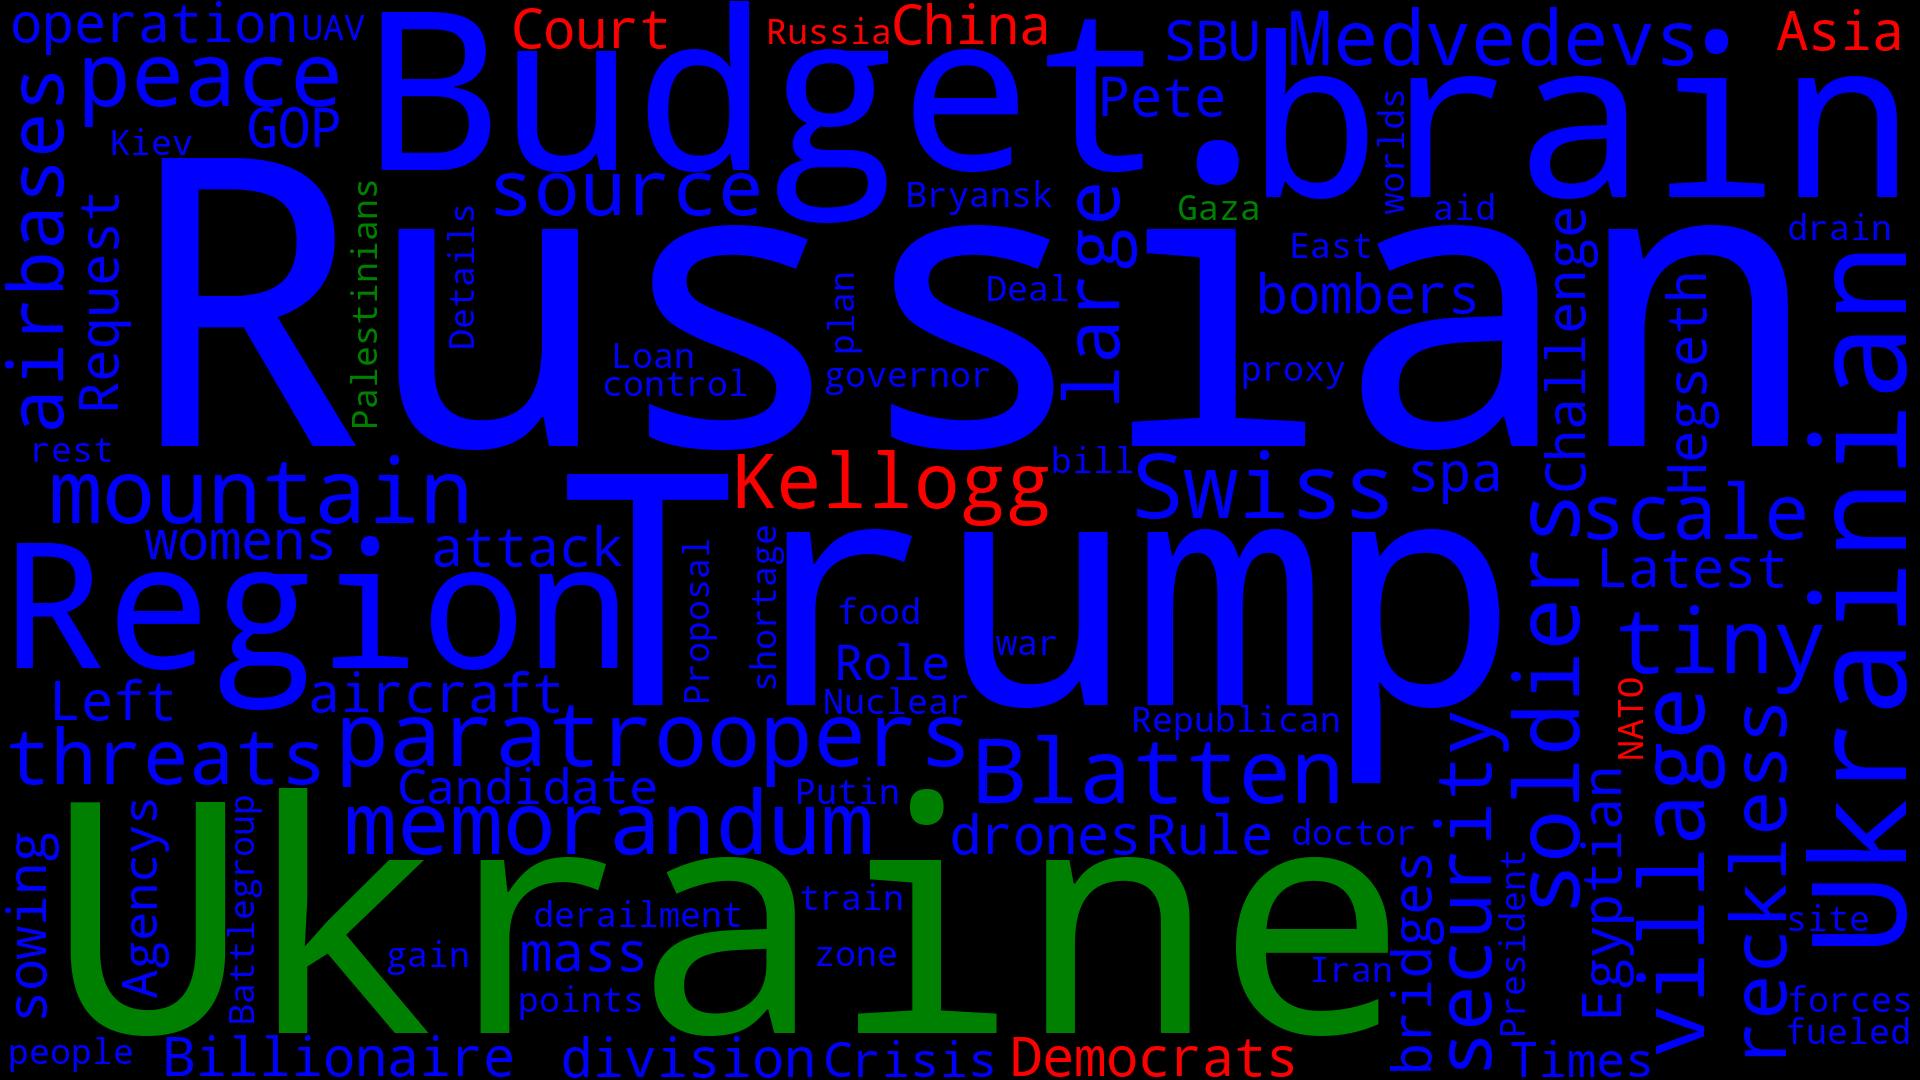 operation
UAV
Budget
Court
Russia
China
SBU
Medvedevs
Asia
peace
GOP
Kiev
Pete
brain
worlds
airbases
Request
Palestinians
Details
source
Bryansk
large
Gaza
aid
East
drain
Russian
Loan
control
plan
Deal
governor
proxy
bombers
Challenge
Hegseth
Ukrainian
rest
mountain
Kellogg
bill
Swiss
spa
scale
womens
attack
Region
Trump
Proposal
shortage
food
Role
war
Nuclear
Latest
tiny
soldiers
Left
aircraft
paratroopers
Republican
NATO
threats
Candidate
Putin
Blatten
memorandum
drones
Rule
doctor
security
village
reckless
sowing
Agencys
Battlegroup
Ukraine
derailment
train
gain
mass
zone
points
Iran
bridges
President
Egyptian
site
forces
fueled
people
Billionaire
division
Crisis
Democrats
Times